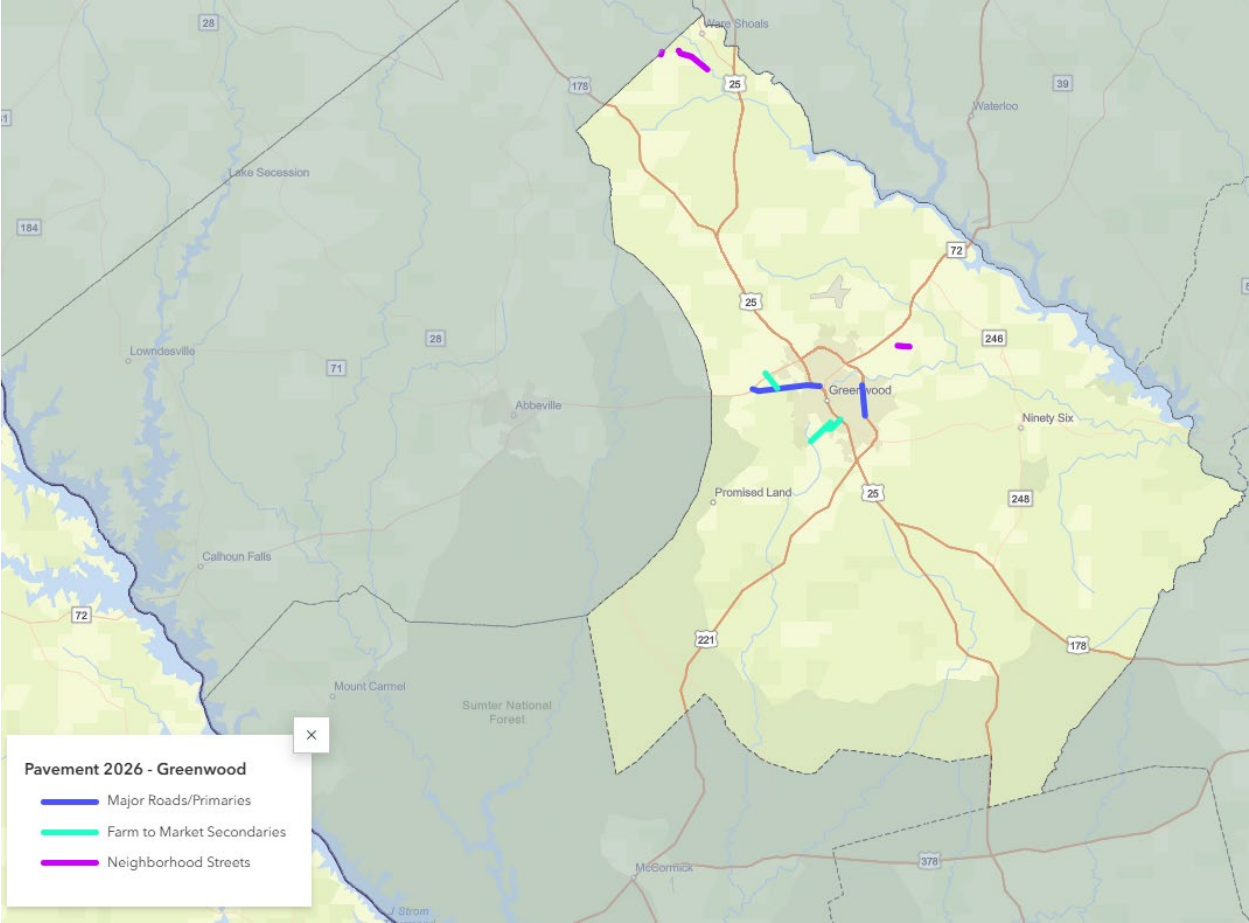 28
Ware Shoals
178
25
39
Waterloo
Lake Secession
184
72
25
28
246
71
Lowndesville
Greenwood
Abbeville
Ninety Six
Promised Land
25
248
Calhoun Falls
72
221
178
Mount Carmel
Sumter National
Forest
Pavement 2026 - Greenwood
Major Roads/Primaries
Farm to Market Secondaries
Neighborhood Streets
378
McCormick
J Strom